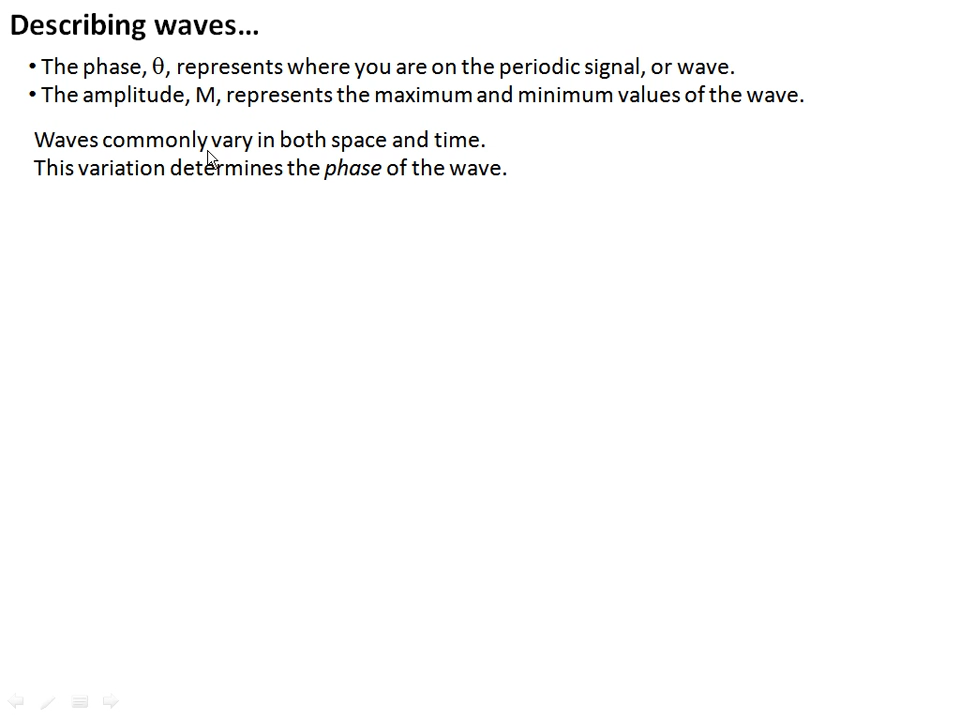 Describing waves…
• The phase, θ, represents where you are on the periodic signal, or wave.
• The amplitude, M, represents the maximum and minimum values of the wave.
Waves commonly vary in both space and time.
This variation determines the phase of the wave.